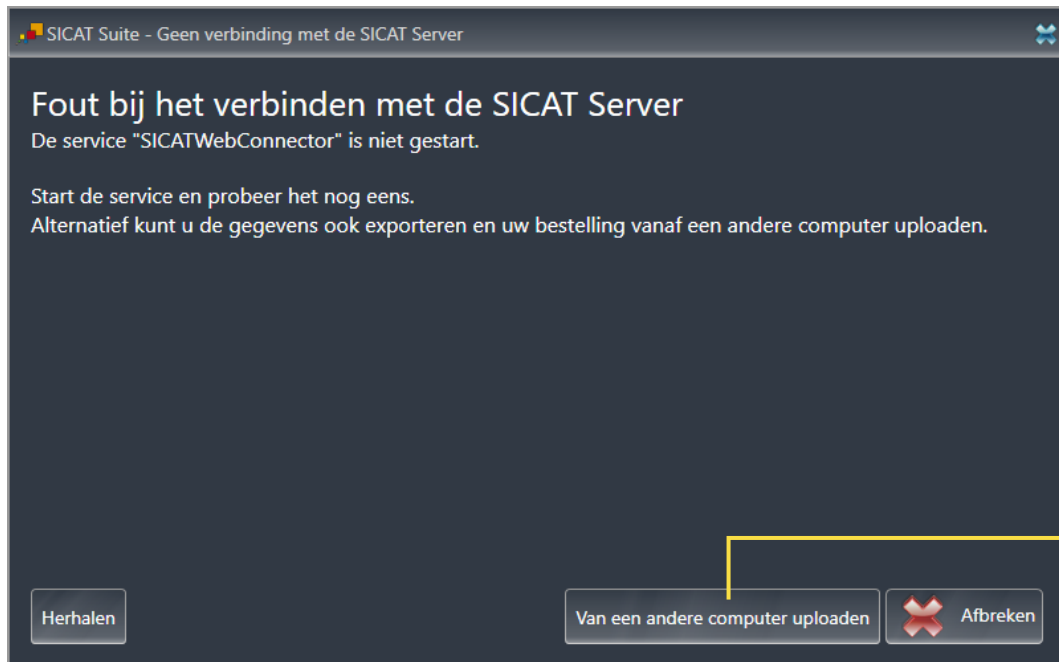 SICAT Suite - Geen verbinding met de SICAT Server
Fout bij het verbinden met de SICAT Server
De service "SICATWebConnector" is niet gestart.
Start de service en probeer het nog eens.
Alternatief kunt u de gegevens ook exporteren en uw bestelling vanaf een andere computer uploaden.
Herhalen
Van een andere computer uploaden
Afbreken